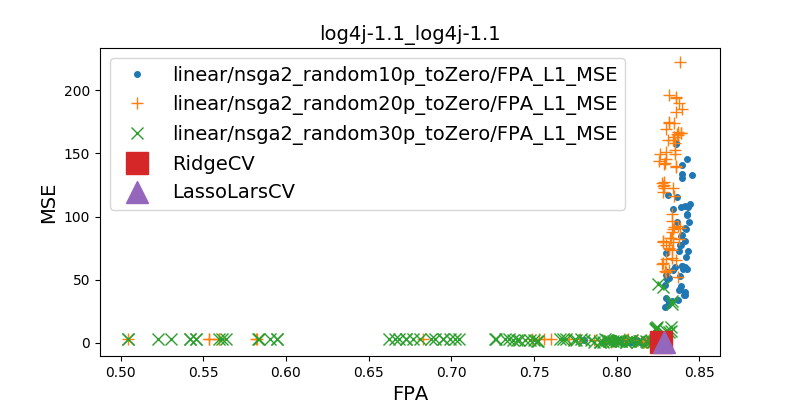 log4j-1.1_log4j-1.1
linear/nsga2_random10p_toZero/FPA_L1_MSE
linear/nsga2_random20p_toZero/FPA_L1_MSE
linear/nsga2_random30p_toZero/FPA_L1_MSE
RidgeCV
LassoLarsCV
MSE
200
150
100
50
0
0.50 0.55 0.60 0.65 0.70 0.75 0.80 0.85
FPA